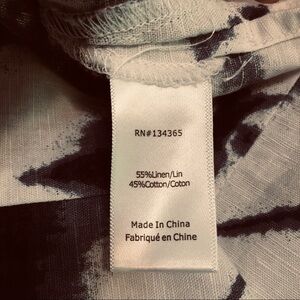 RN#134365
55%Linen/Lin
45%Cotton/Coton
Made In China
Fabriqué en Chine